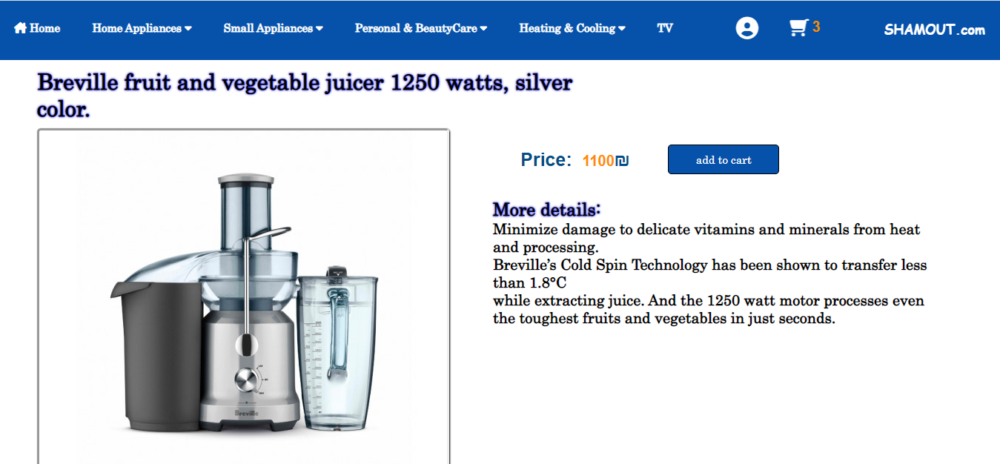 Home Home Appliances Small Appliances Personal & BeautyCare Heating & Cooling TV 3 SHAMOUT.com
Breville fruit and vegetable juicer 1250 watts, silver
color.
Price: 1100₪ add to cart
More details:
Minimize damage to delicate vitamins and minerals from heat
and processing.
Breville’s Cold Spin Technology has been shown to transfer less
than 1.8°C
while extracting juice. And the 1250 watt motor processes even
the toughest fruits and vegetables in just seconds.
Breville